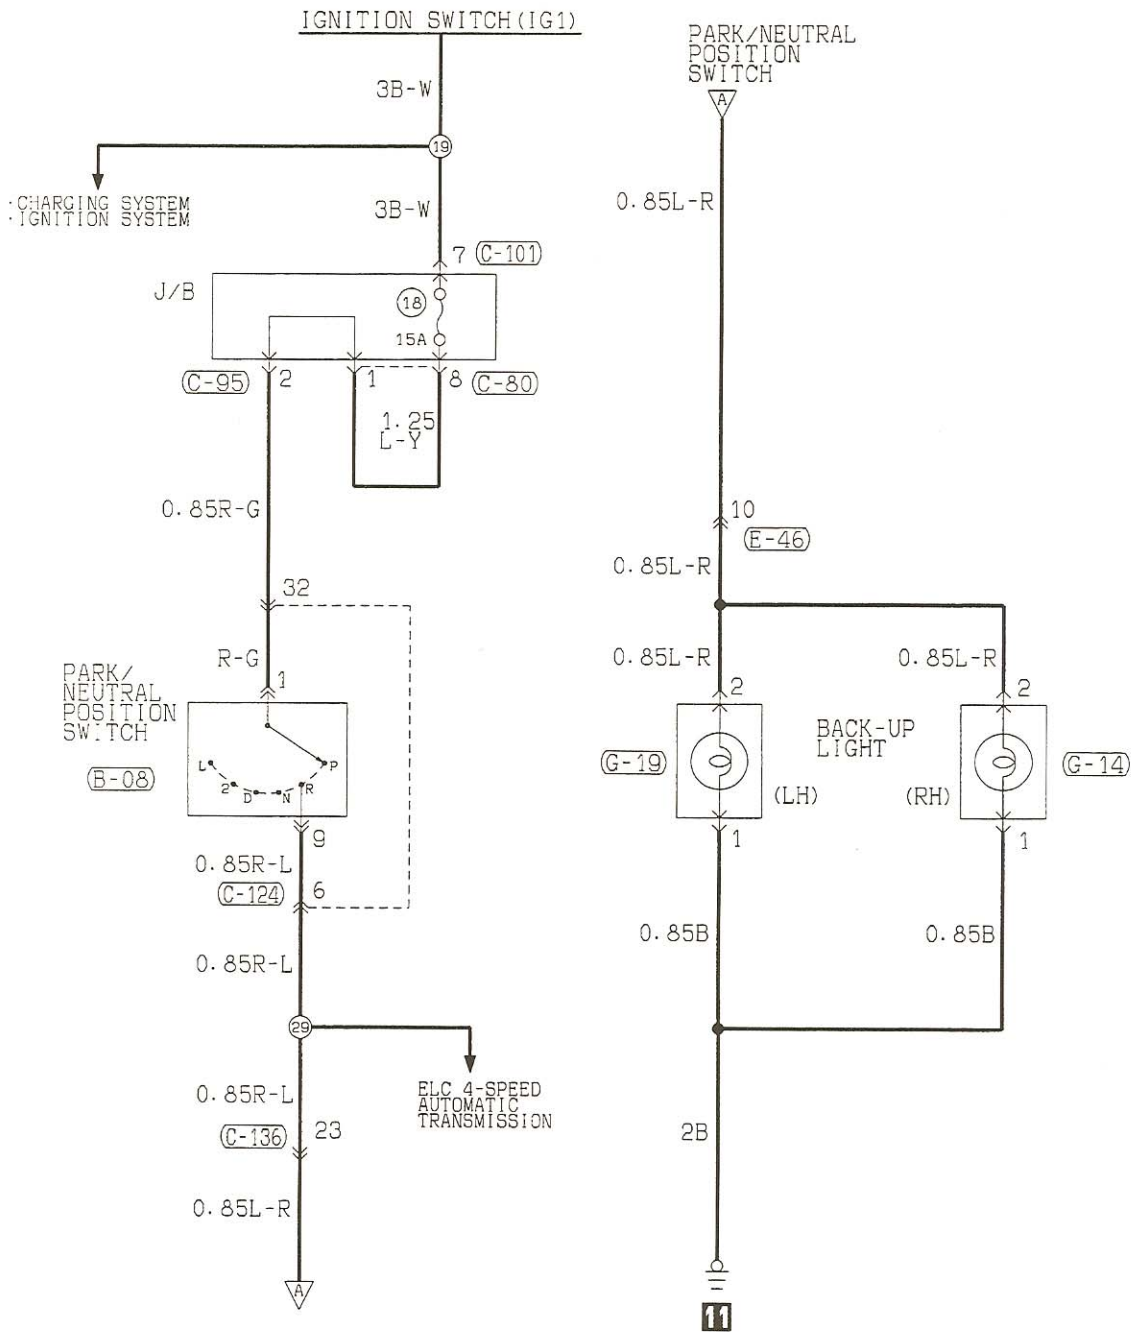 IGNITION SWITCH(IG1)
3B-W
19
·CHARGING SYSTEM
·IGNITION SYSTEM
3B-W
7 C-101
J/B
18
15A
C-95 2 1 8 C-80
1.25
L-Y
0.85R-G
32
R-G
1
PARK/
NEUTRAL
POSITION
SWITCH
B-08
L 2 D N R P
9
0.85R-L
C-124 6
0.85R-L
29
0.85R-L
ELC 4-SPEED
AUTOMATIC
TRANSMISSION
C-136 23
0.85L-R
A
PARK/NEUTRAL
POSITION
SWITCH
A
0.85L-R
10
E-46
0.85L-R
0.85L-R 0.85L-R
2 2
BACK-UP
LIGHT
G-19 G-14
(LH) (RH)
1 1
0.85B 0.85B
2B
11